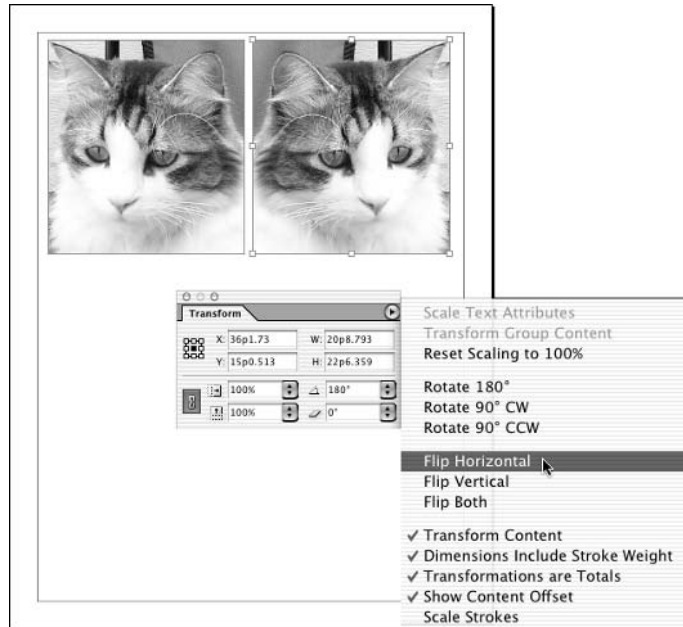 Transform
X: 36p1.73 W: 20p8.793
Y: 15p0.513 H: 22p6.359
100% 180°
100% 0°
Scale Text Attributes
Transform Group Content
Reset Scaling to 100%
Rotate 180°
Rotate 90° CW
Rotate 90° CCW
Flip Horizontal
Flip Vertical
Flip Both
✓ Transform Content
✓ Dimensions Include Stroke Weight
✓ Transformations are Totals
✓ Show Content Offset
Scale Strokes